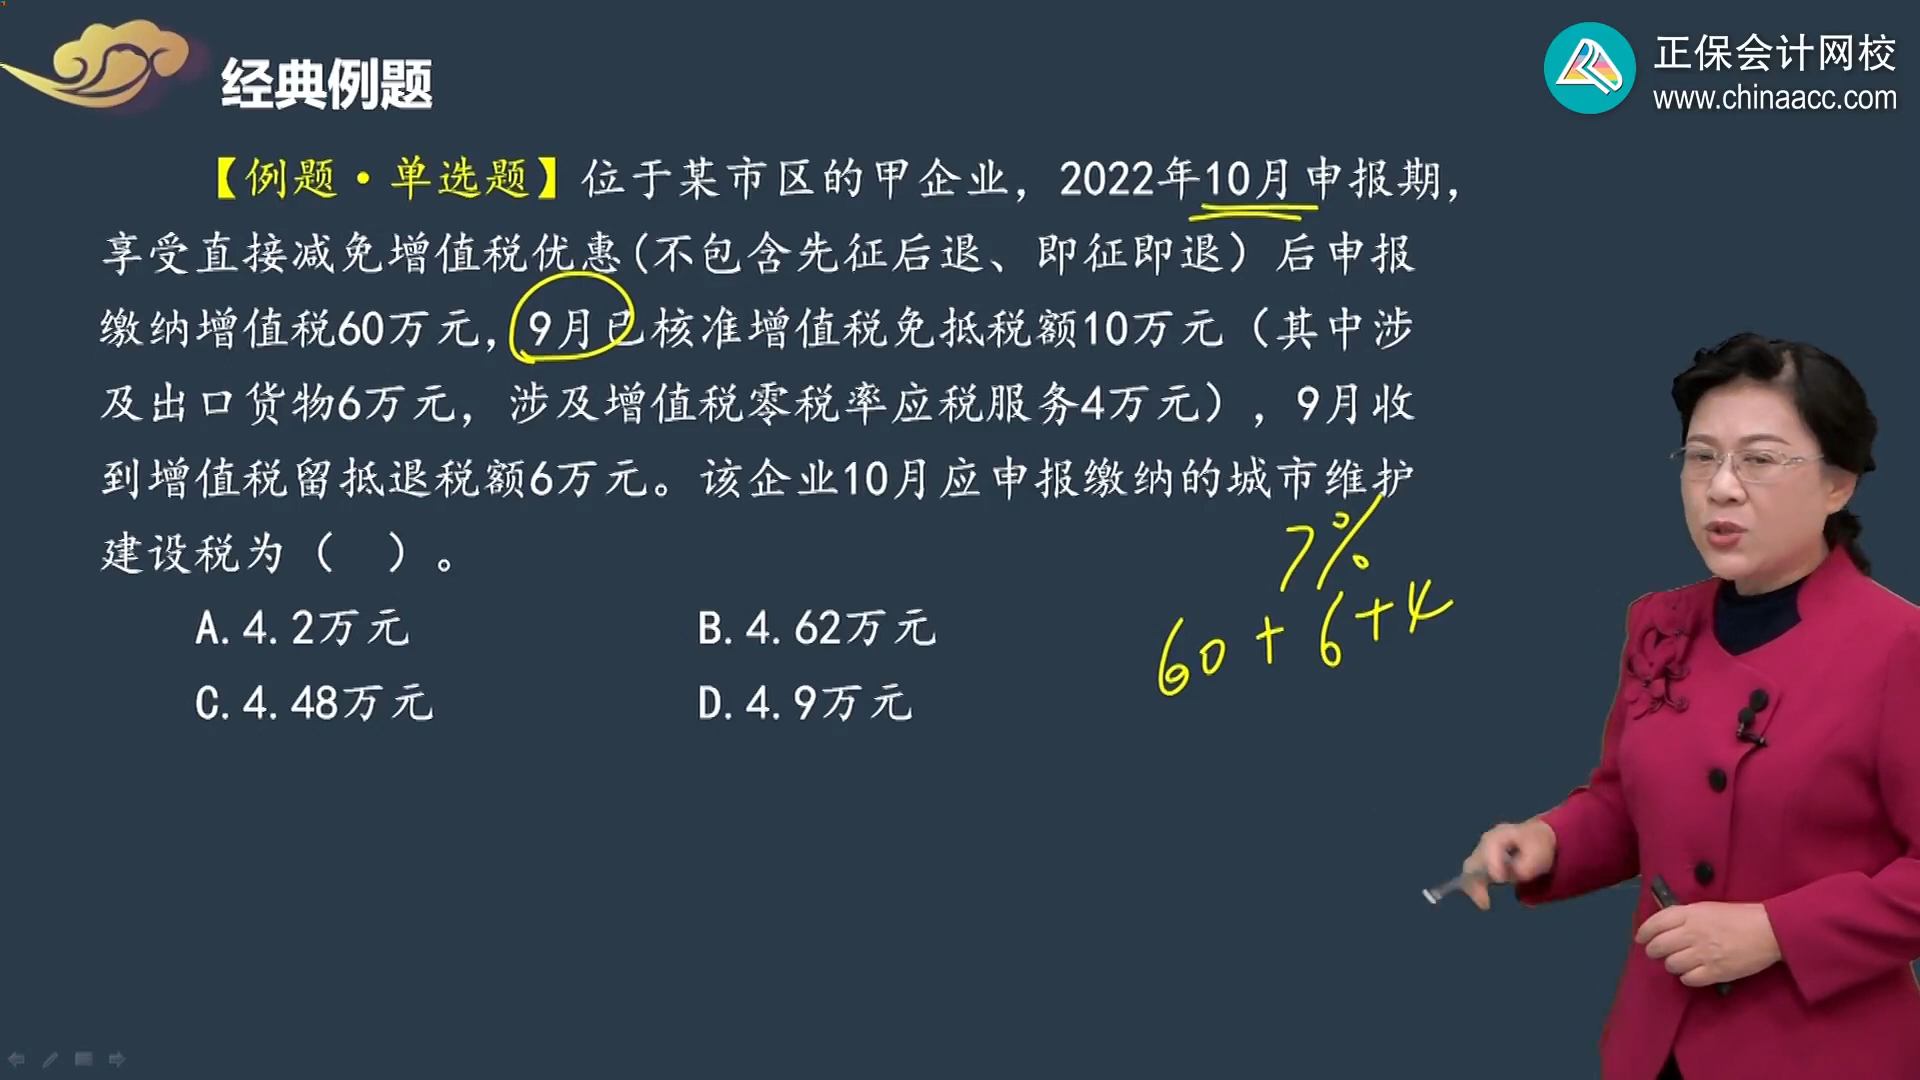 经典例题
正保会计网校
www.chinaacc.com
【例题·单选题】位于某市区的甲企业，2022年10月申报期，
享受直接减免增值税优惠(不包含先征后退、即征即退）后申报
缴纳增值税60万元，9月已核准增值税免抵税额10万元（其中涉
及出口货物6万元，涉及增值税零税率应税服务4万元），9月收
到增值税留抵退税额6万元。该企业10月应申报缴纳的城市维护
建设税为（ ）。
7%
60+6+4
A.4.2万元 B.4.62万元
C.4.48万元 D.4.9万元